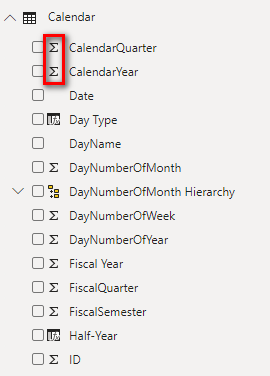 Calendar
CalendarQuarter
CalendarYear
Date
Day Type
DayName
DayNumberOfMonth
DayNumberOfMonth Hierarchy
DayNumberOfWeek
DayNumberOfYear
Fiscal Year
FiscalQuarter
FiscalSemester
Half-Year
ID